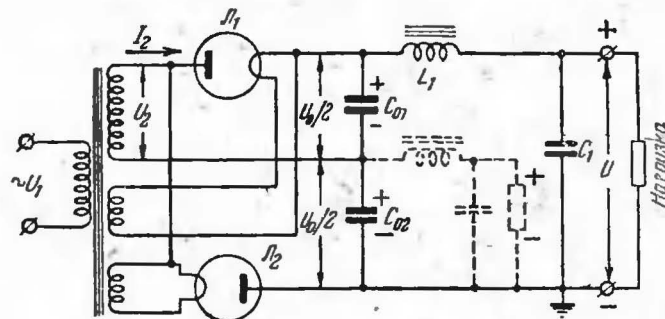 I₂
Л₁
+
~U₁
U₂
U₀/2
+
-
C₀₁
L₁
C₁
U
Нагрузка
U₀/2
+
-
C₀₂
+
-
Л₂
-